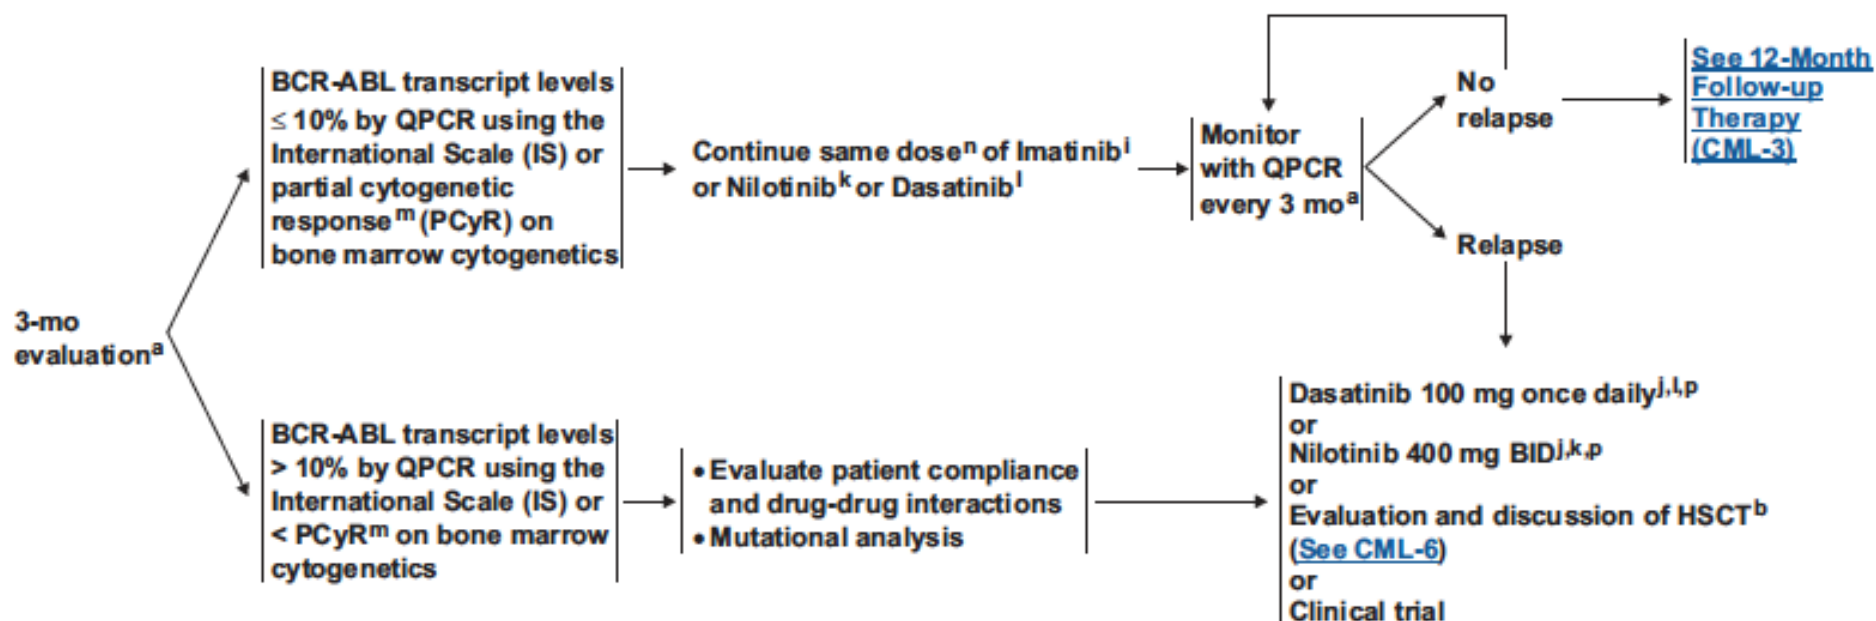 3-mo
evaluationa
BCR-ABL transcript levels
≤ 10% by QPCR using the
International Scale (IS) or
partial cytogenetic
responsem (PCyR) on
bone marrow cytogenetics
Continue same dosen of Imatinibi
or Nilotinibk or Dasatinibl
Monitor
with QPCR
every 3 moa
No
relapse
See 12-Month
Follow-up
Therapy
(CML-3)
Relapse
BCR-ABL transcript levels
> 10% by QPCR using the
International Scale (IS) or
< PCyRm on bone marrow
cytogenetics
• Evaluate patient compliance
and drug-drug interactions
• Mutational analysis
Dasatinib 100 mg once dailyj,l,p
or
Nilotinib 400 mg BIDj,k,p
or
Evaluation and discussion of HSCTb
(See CML-6)
or
Clinical trial